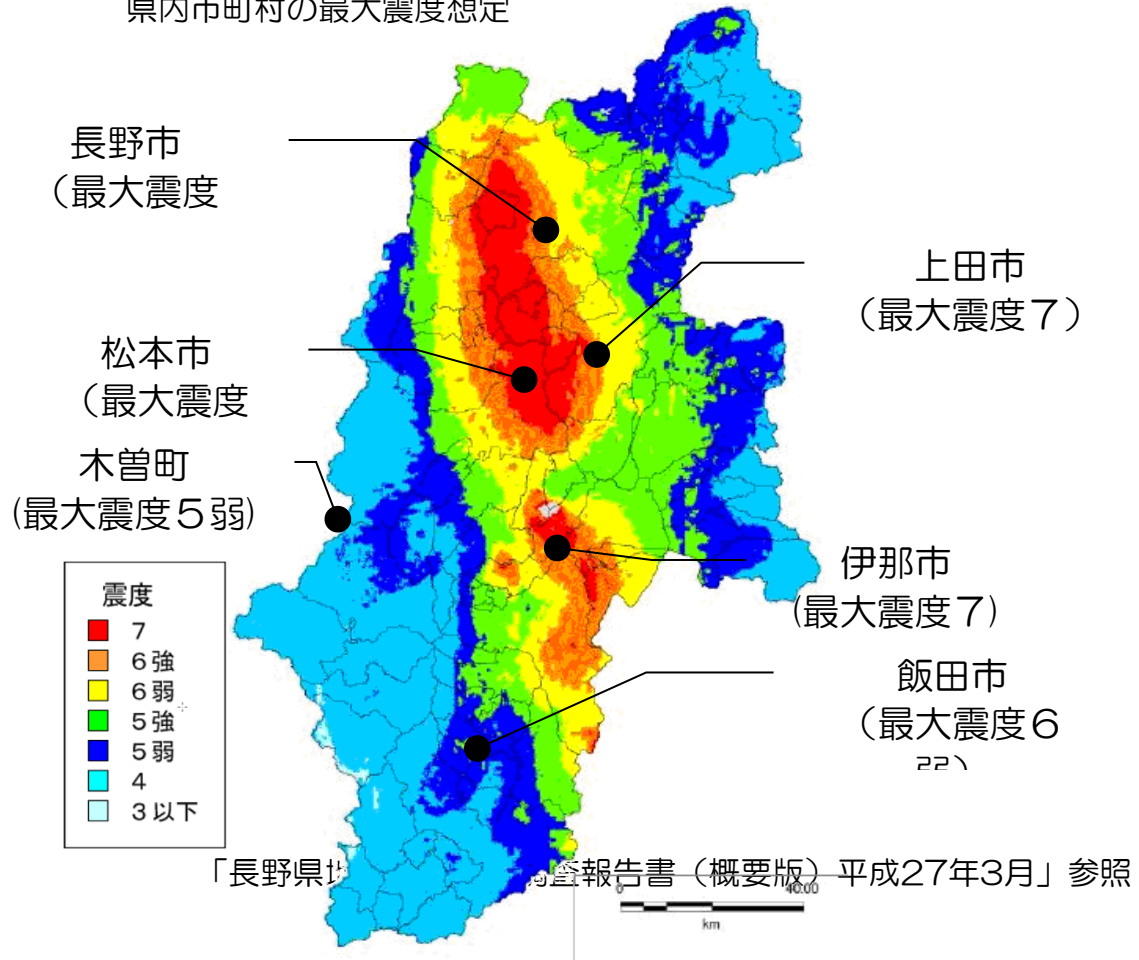 県内市町村の最大震度想定
長野市
（最大震度
上田市
（最大震度７）
松本市
（最大震度
木曽町
(最大震度５弱)
伊那市
(最大震度７)
飯田市
（最大震度６
弱）
震度
7
6強
6弱
5強
5弱
4
3以下
「長野県地 調査報告書（概要版）平成27年3月」参照
0 40.00
km